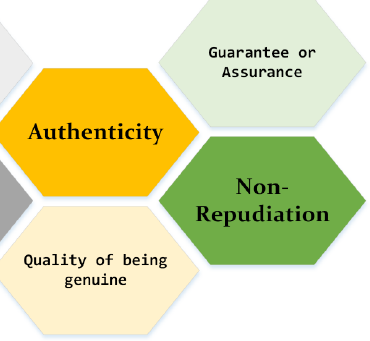 Guarantee or
Assurance
Authenticity
Non-
Repudiation
Quality of being
genuine